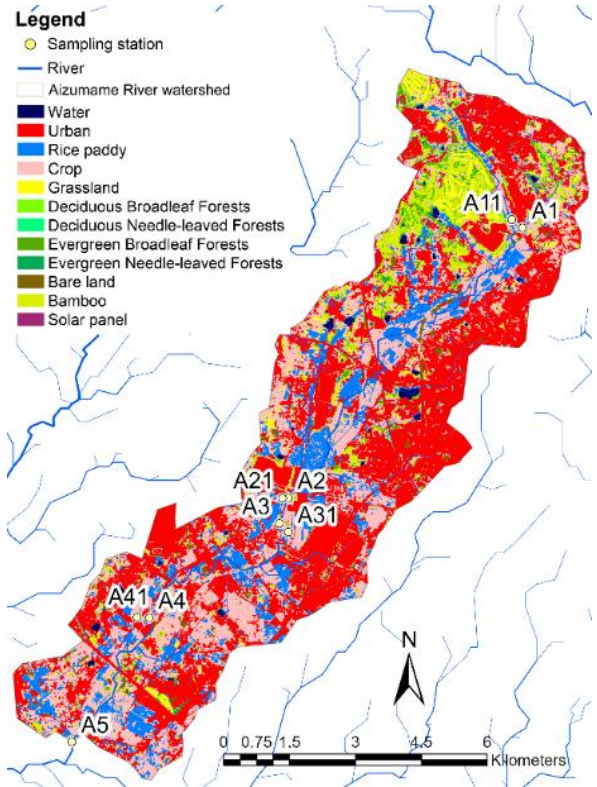 Legend
Sampling station
River
Aizumame River watershed
Water
Urban
Rice paddy
Crop
Grassland
Deciduous Broadleaf Forests
Deciduous Needle-leaved Forests
Evergreen Broadleaf Forests
Evergreen Needle-leaved Forests
Bare land
Bamboo
Solar panel
A11 A1
A21 A2
A3 A31
A41 A4
A5
N
0 0.75 1.5 3 4.5 6
Kilometers